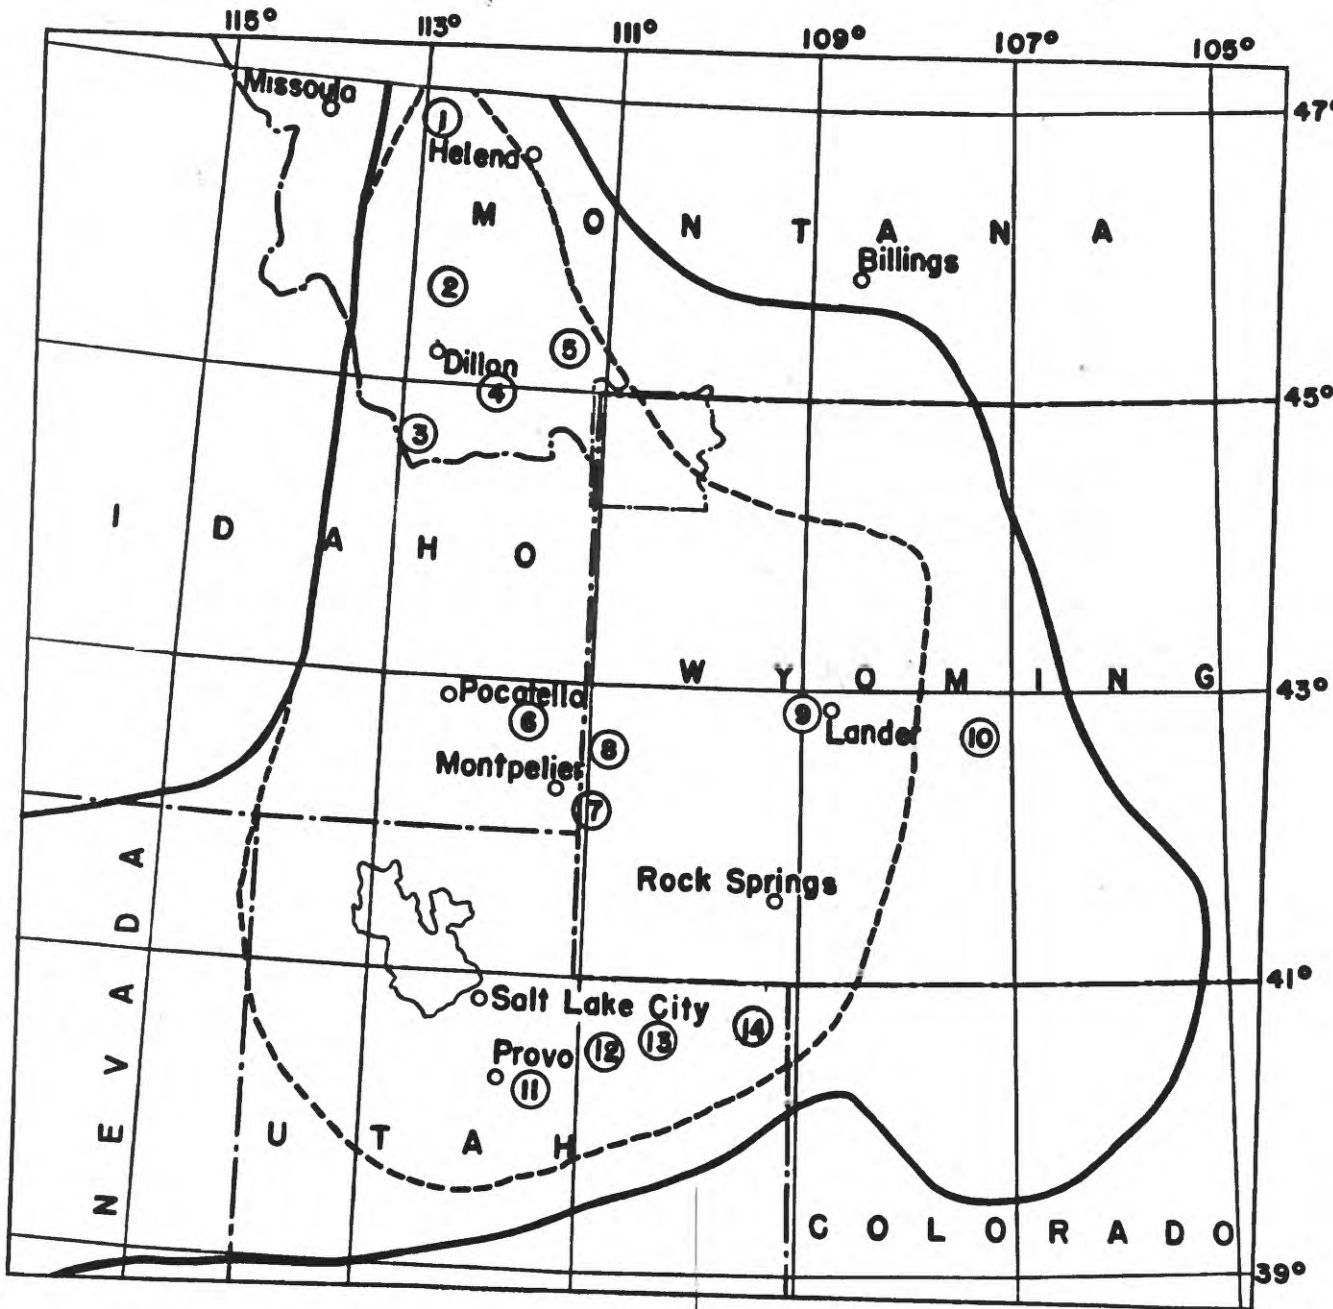 115° 113° 111° 109° 107° 105°
Missoula
47°
1
Helena
M O N T A N A
Billings
2
5
Dillon
4
45°
3
I D A H O
W Y O M I N G
43°
Pocatella
6
9
Lander
10
8
Montpelier
7
Rock Springs
N E V A D A
41°
Salt Lake City
14
13
12
Provo
11
U T A H
C O L O R A D O
39°